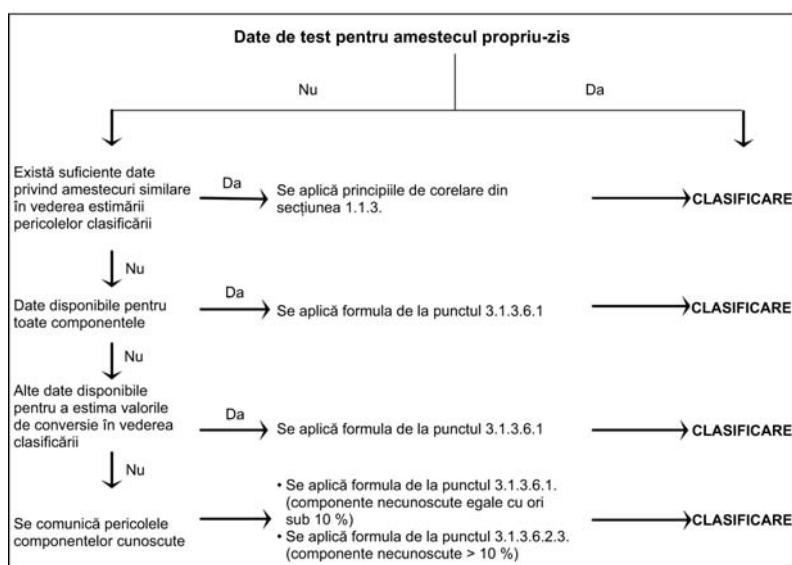 Date de test pentru amestecul propriu-zis
Nu
Da
Există suficiente date
privind amestecuri similare
în vederea estimării
pericolelor clasificării
Da
Se aplică principiile de corelare din
secțiunea 1.1.3.
CLASIFICARE
Nu
Date disponibile pentru
toate componentele
Da
Se aplică formula de la punctul 3.1.3.6.1
CLASIFICARE
Nu
Alte date disponibile
pentru a estima valorile
de conversie în vederea
clasificării
Da
Se aplică formula de la punctul 3.1.3.6.1
CLASIFICARE
Nu
Se comunică pericolele
componentelor cunoscute
• Se aplică formula de la punctul 3.1.3.6.1.
(componente necunoscute egale cu ori
sub 10 %)
• Se aplică formula de la punctul 3.1.3.6.2.3.
(componente necunoscute > 10 %)
CLASIFICARE